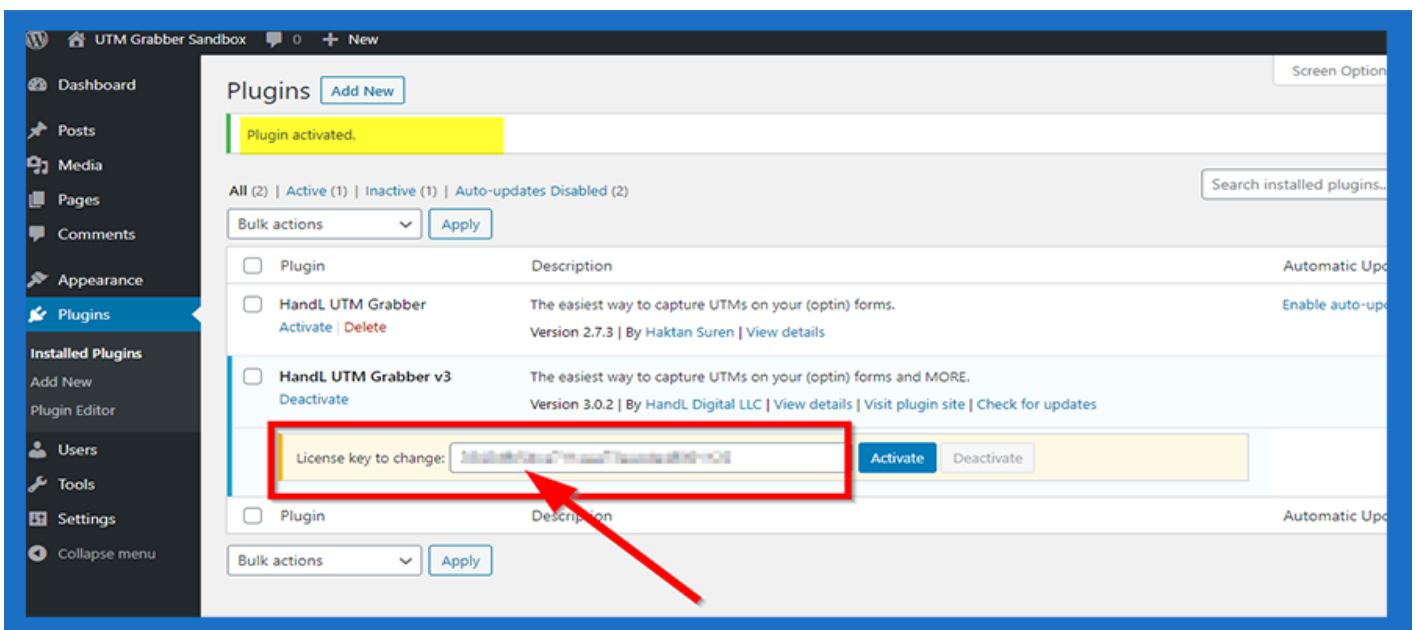 UTM Grabber Sandbox 0 + New
Screen Option
Dashboard
Posts
Media
Pages
Comments
Appearance
Plugins
Installed Plugins
Add New
Plugin Editor
Users
Tools
Settings
Collapse menu
Plugins Add New
Plugin activated.
All (2) | Active (1) | Inactive (1) | Auto-updates Disabled (2)
Search installed plugins..
Bulk actions Apply
Plugin Description Automatic Upd
HandL UTM Grabber The easiest way to capture UTMs on your (optin) forms. Enable auto-upd
Activate | Delete Version 2.7.3 | By Haktan Suren | View details
HandL UTM Grabber v3 The easiest way to capture UTMs on your (optin) forms and MORE.
Deactivate Version 3.0.2 | By HandL Digital LLC | View details | Visit plugin site | Check for updates
License key to change: Activate Deactivate
Plugin Description Automatic Upd
Bulk actions Apply